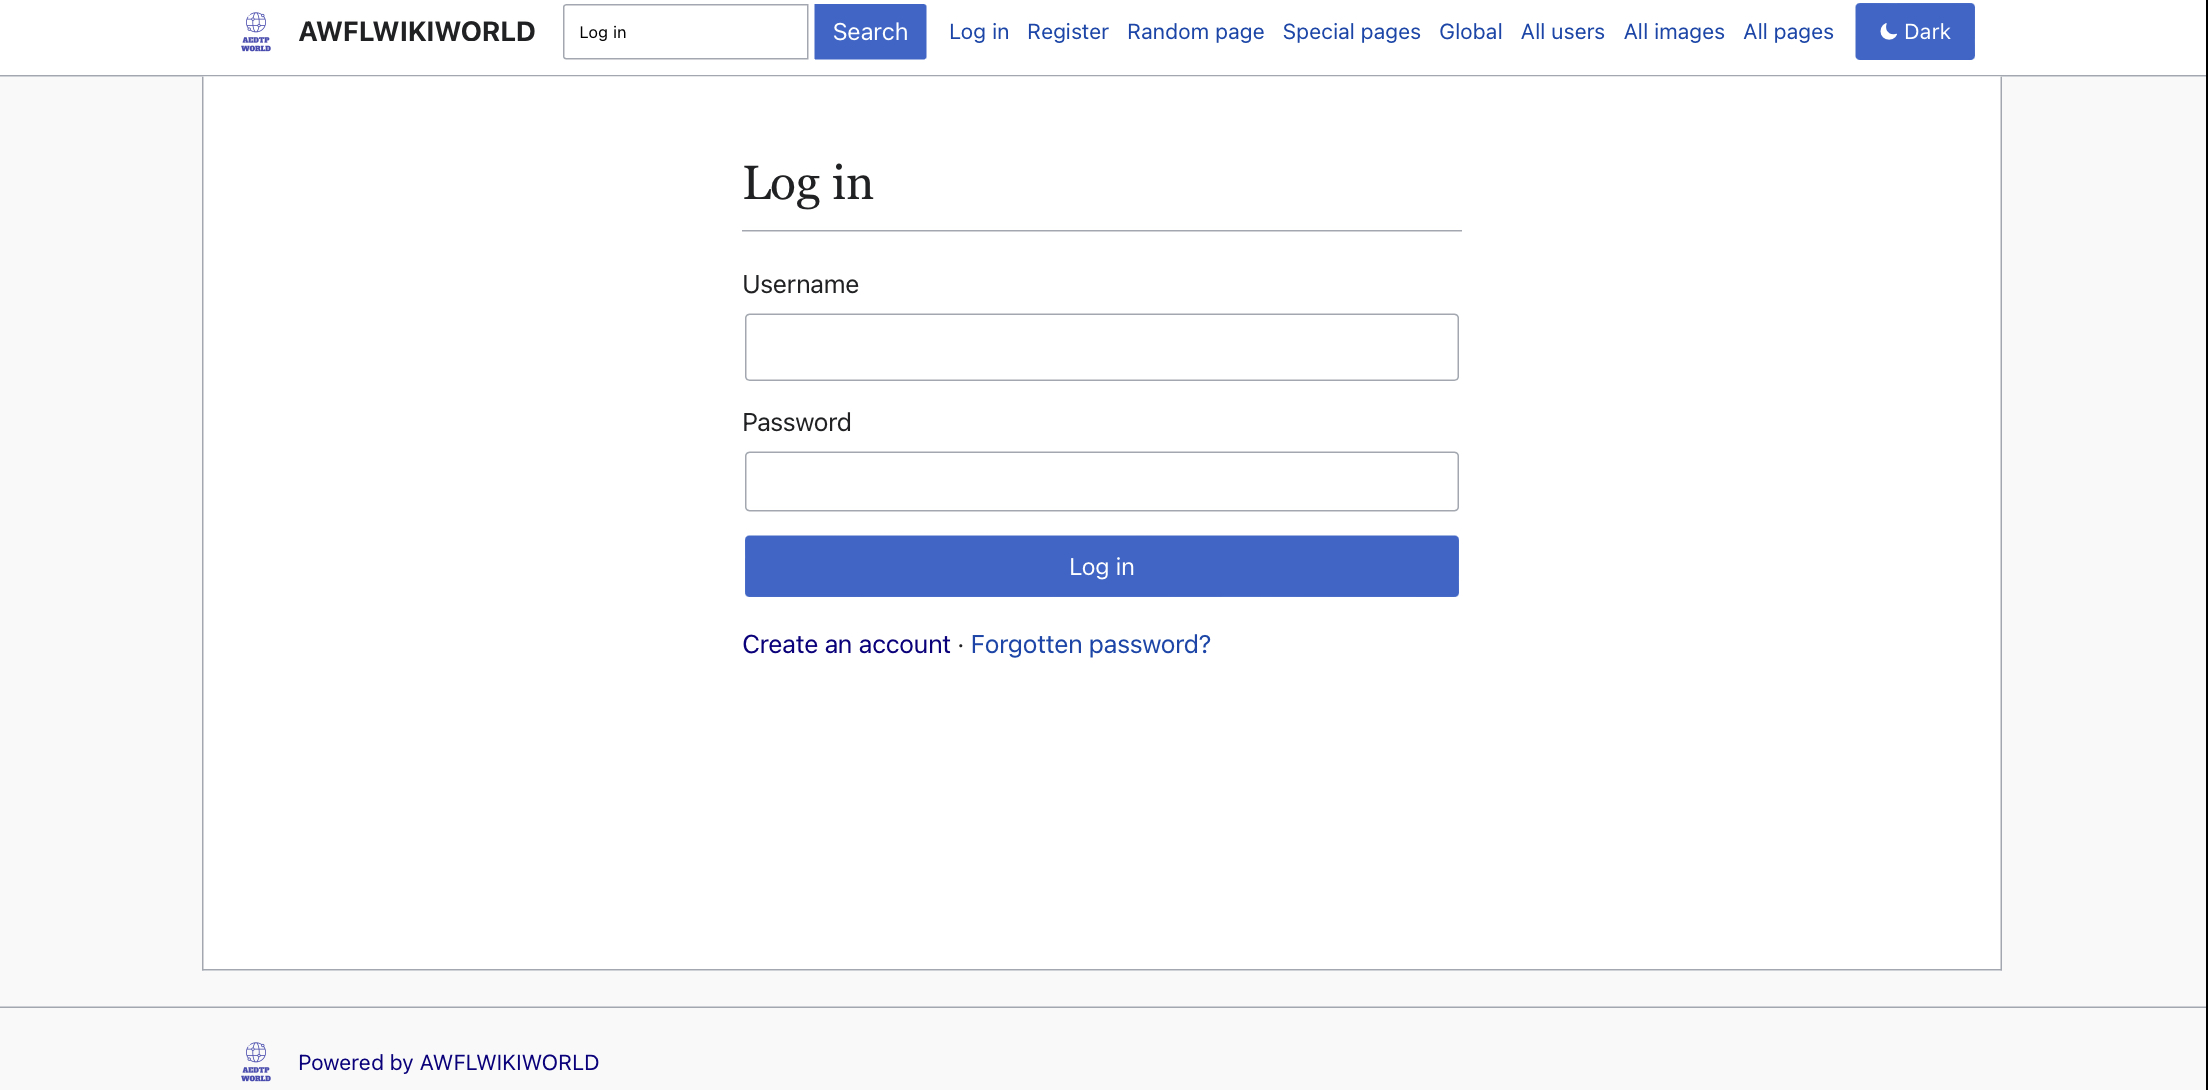 AEDTP
WORLD
AWFLWIKIWORLD
Log in
Search
Log in
Register
Random page
Special pages
Global
All users
All images
All pages
Dark
Log in
Username
Password
Log in
Create an account · Forgotten password?
AEDTP
WORLD
Powered by AWFLWIKIWORLD